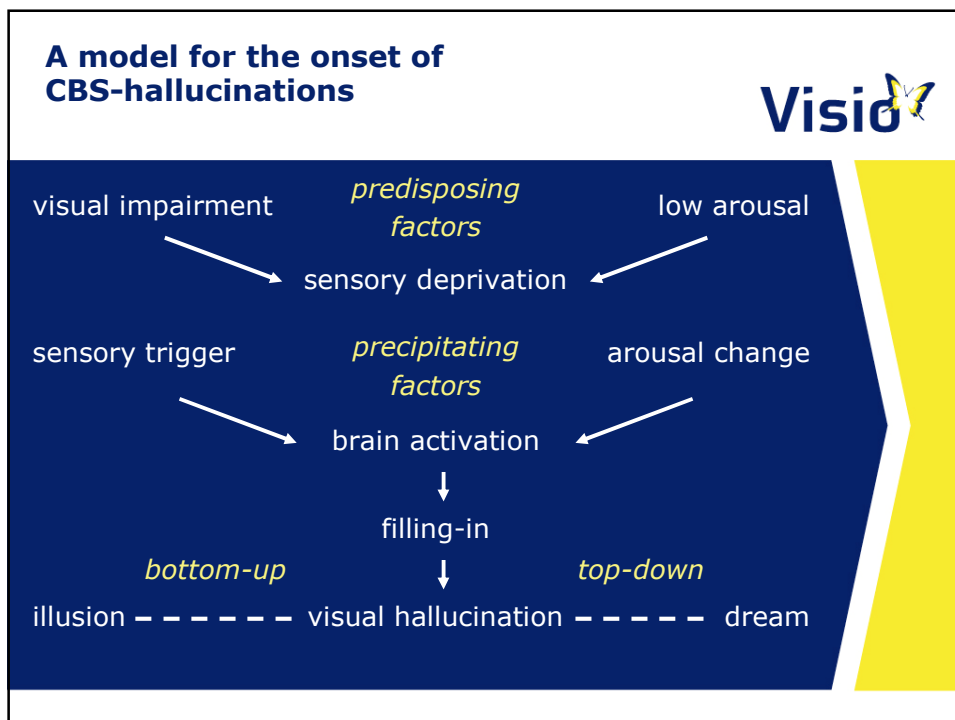 A model for the onset of
CBS-hallucinations
Visio
predisposing
factors
visual impairment
low arousal
sensory deprivation
sensory trigger
precipitating
factors
arousal change
brain activation
filling-in
bottom-up
top-down
illusion
visual hallucination
dream